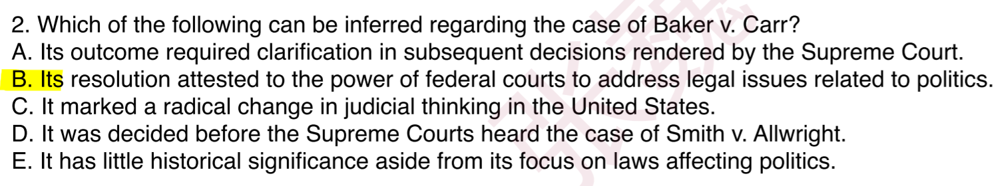 2. Which of the following can be inferred regarding the case of Baker v. Carr?
A. Its outcome required clarification in subsequent decisions rendered by the Supreme Court.
B. Its resolution attested to the power of federal courts to address legal issues related to politics.
C. It marked a radical change in judicial thinking in the United States.
D. It was decided before the Supreme Courts heard the case of Smith v. Allwright.
E. It has little historical significance aside from its focus on laws affecting politics.